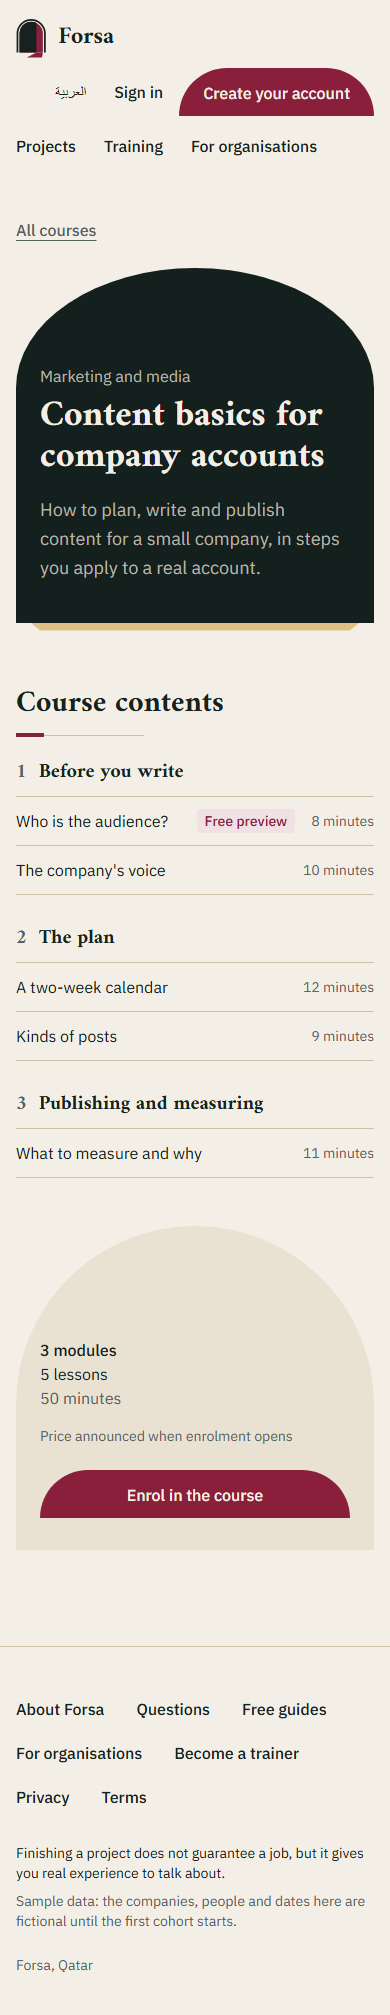 Forsa
العربية
Sign in
Create your account
Projects
Training
For organisations
All courses
Marketing and media
Content basics for
company accounts
How to plan, write and publish
content for a small company, in steps
you apply to a real account.
Course contents
1 Before you write
Who is the audience? Free preview 8 minutes
The company's voice 10 minutes
2 The plan
A two-week calendar 12 minutes
Kinds of posts 9 minutes
3 Publishing and measuring
What to measure and why 11 minutes
3 modules
5 lessons
50 minutes
Price announced when enrolment opens
Enrol in the course
About Forsa Questions Free guides
For organisations Become a trainer
Privacy Terms
Finishing a project does not guarantee a job, but it gives
you real experience to talk about.
Sample data: the companies, people and dates here are
fictional until the first cohort starts.
Forsa, Qatar